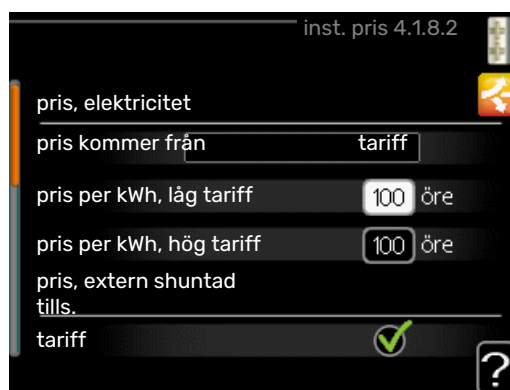 inst. pris 4.1.8.2
pris, elektricitet
pris kommer från tariff
pris per kWh, låg tariff 100 öre
pris per kWh, hög tariff 100 öre
pris, extern shuntad
tills.
tariff
?